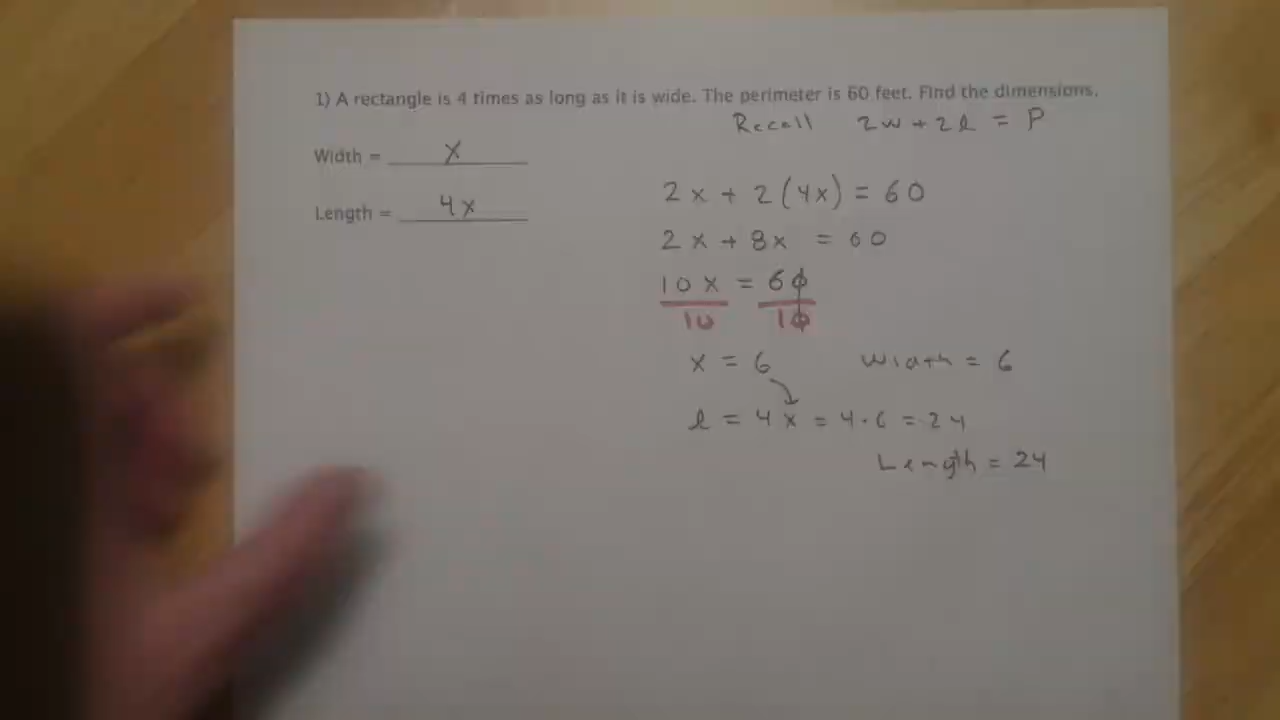 1) A rectangle is 4 times as long as it is wide. The perimeter is 60 feet. Find the dimensions.
Recall 2w + 2l = P
Width = x
Length = 4x
2x + 2(4x) = 60
2x + 8x = 60
10x = 60
10 10
x = 6 Width = 6
l = 4x = 4·6 = 24
Length = 24